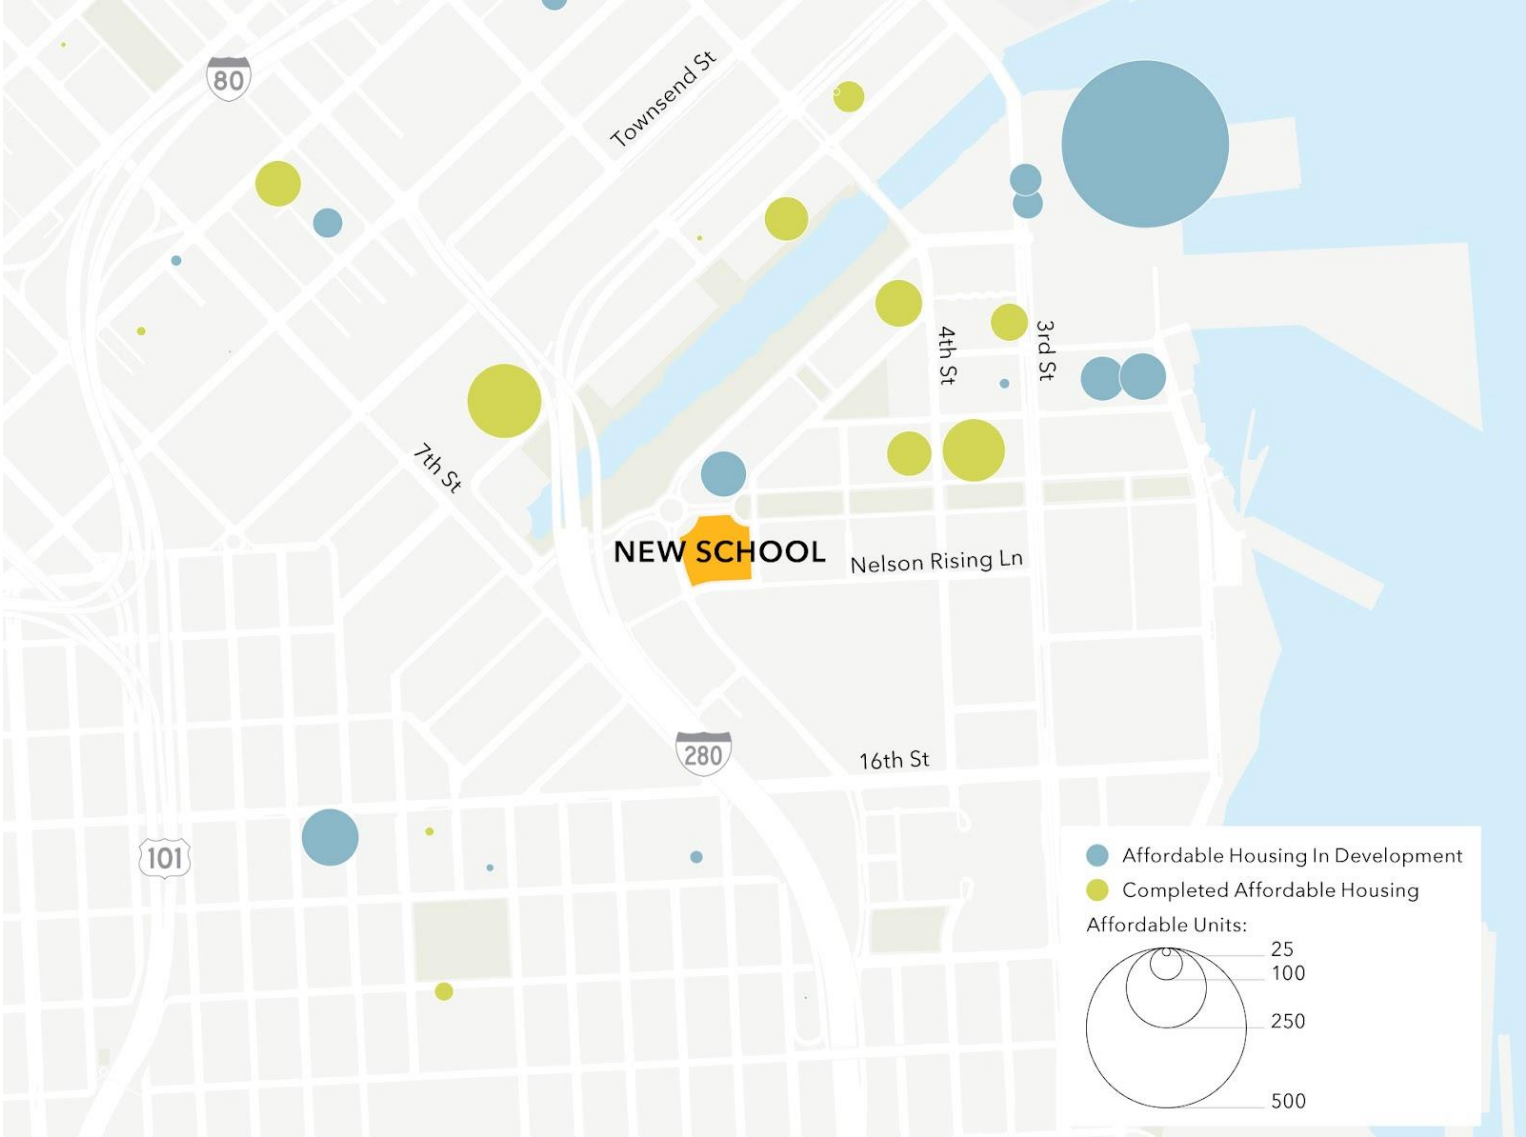 80
Townsend St
4th St
3rd St
7th St
NEW SCHOOL
Nelson Rising Ln
280
16th St
101
Affordable Housing In Development
Completed Affordable Housing
Affordable Units:
25
100
250
500